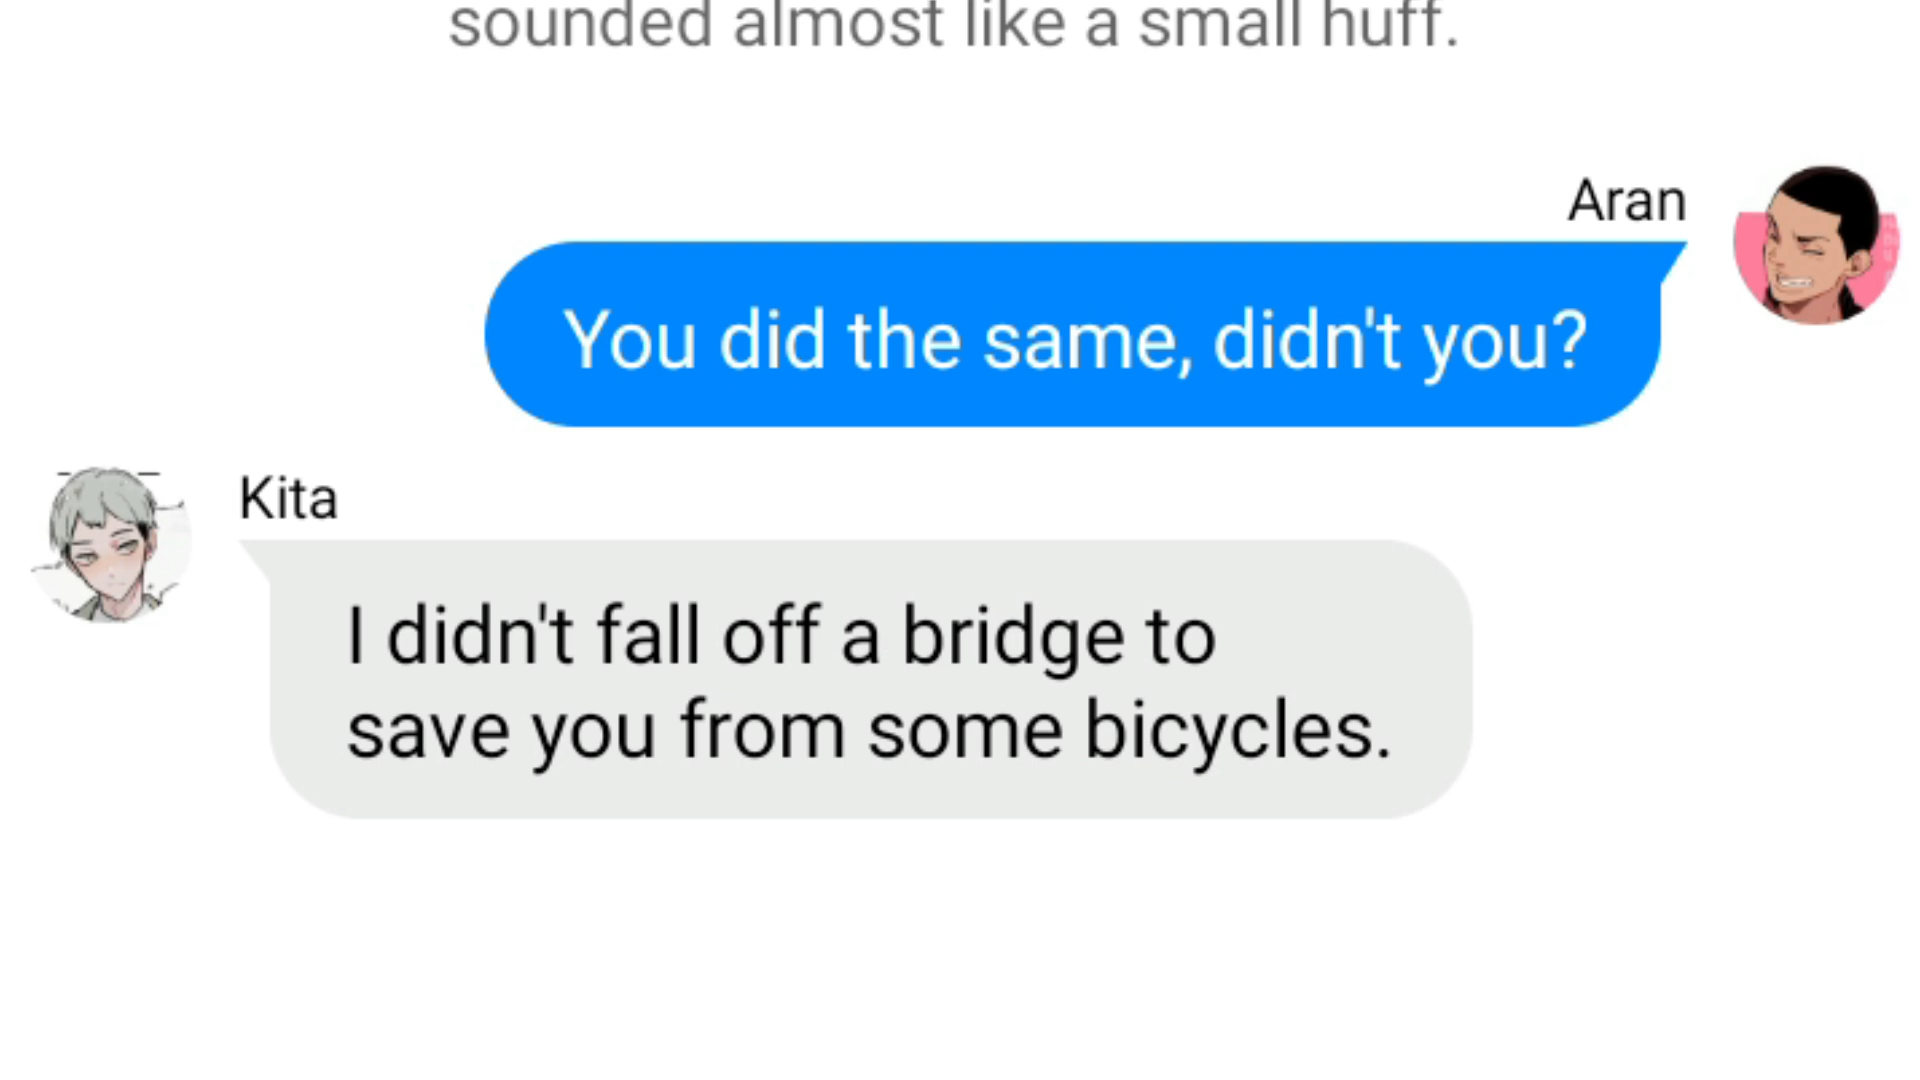 sounded almost like a small huff.
Aran
You did the same, didn't you?
Kita
I didn't fall off a bridge to
save you from some bicycles.